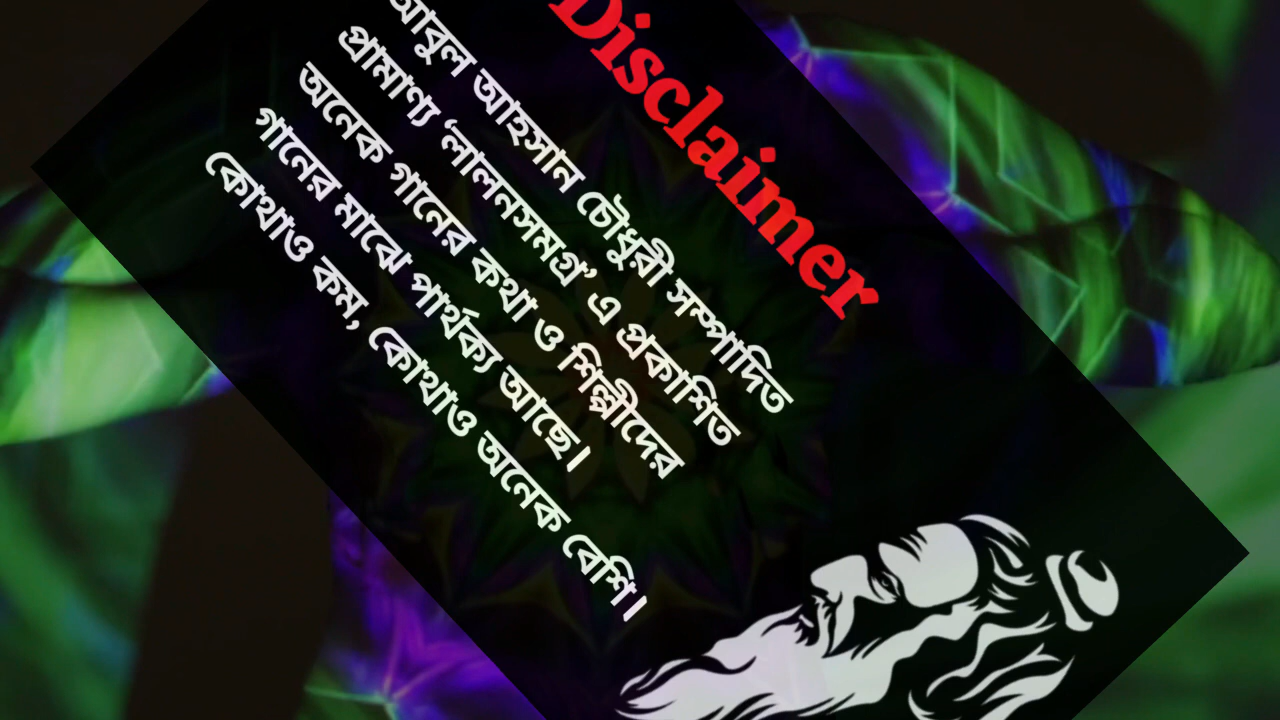 Disclaimer
আবুল আহসান চৌধুরী সম্পাদিত
প্রামাণ্য ‘লালনসমগ্র’ এ প্রকাশিত
অনেক গানের কথা ও শিল্পীদের
গানের মাঝে পার্থক্য আছে।
কোথাও কম, কোথাও অনেক বেশি।